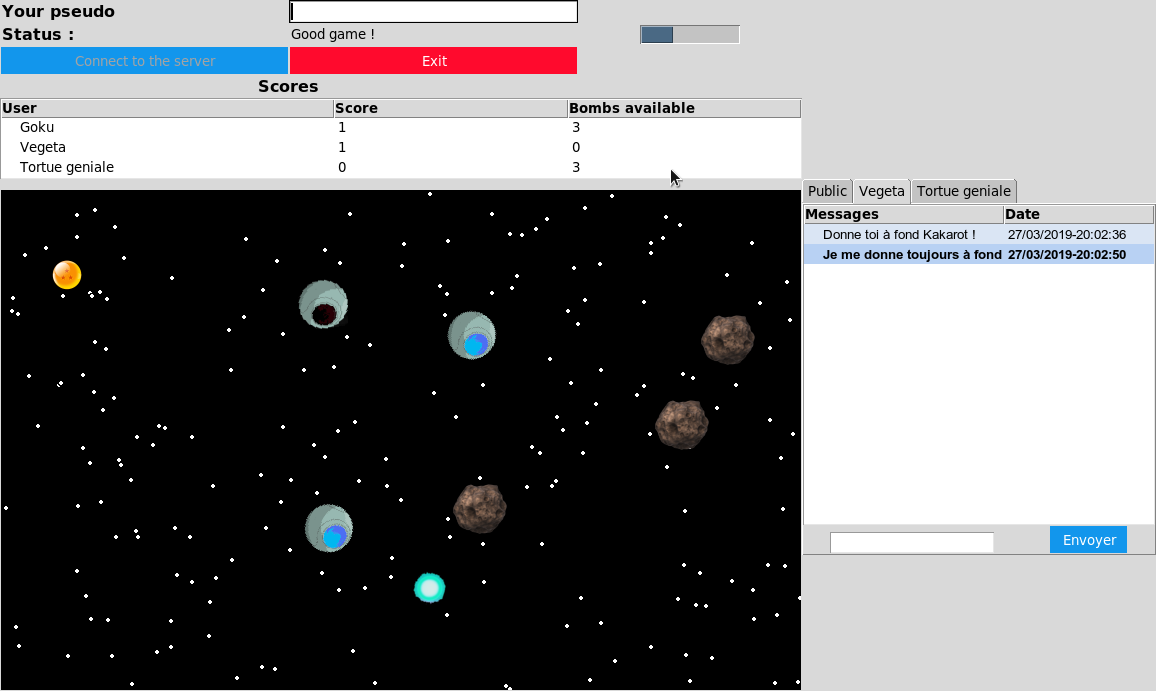 Your pseudo
Status : Good game !
Connect to the server Exit
Scores
User Score Bombs available
Goku 1 3
Vegeta 1 0
Tortue geniale 0 3
Public Vegeta Tortue geniale
Messages Date
Donne toi à fond Kakarot ! 27/03/2019-20:02:36
Je me donne toujours à fond 27/03/2019-20:02:50
Envoyer